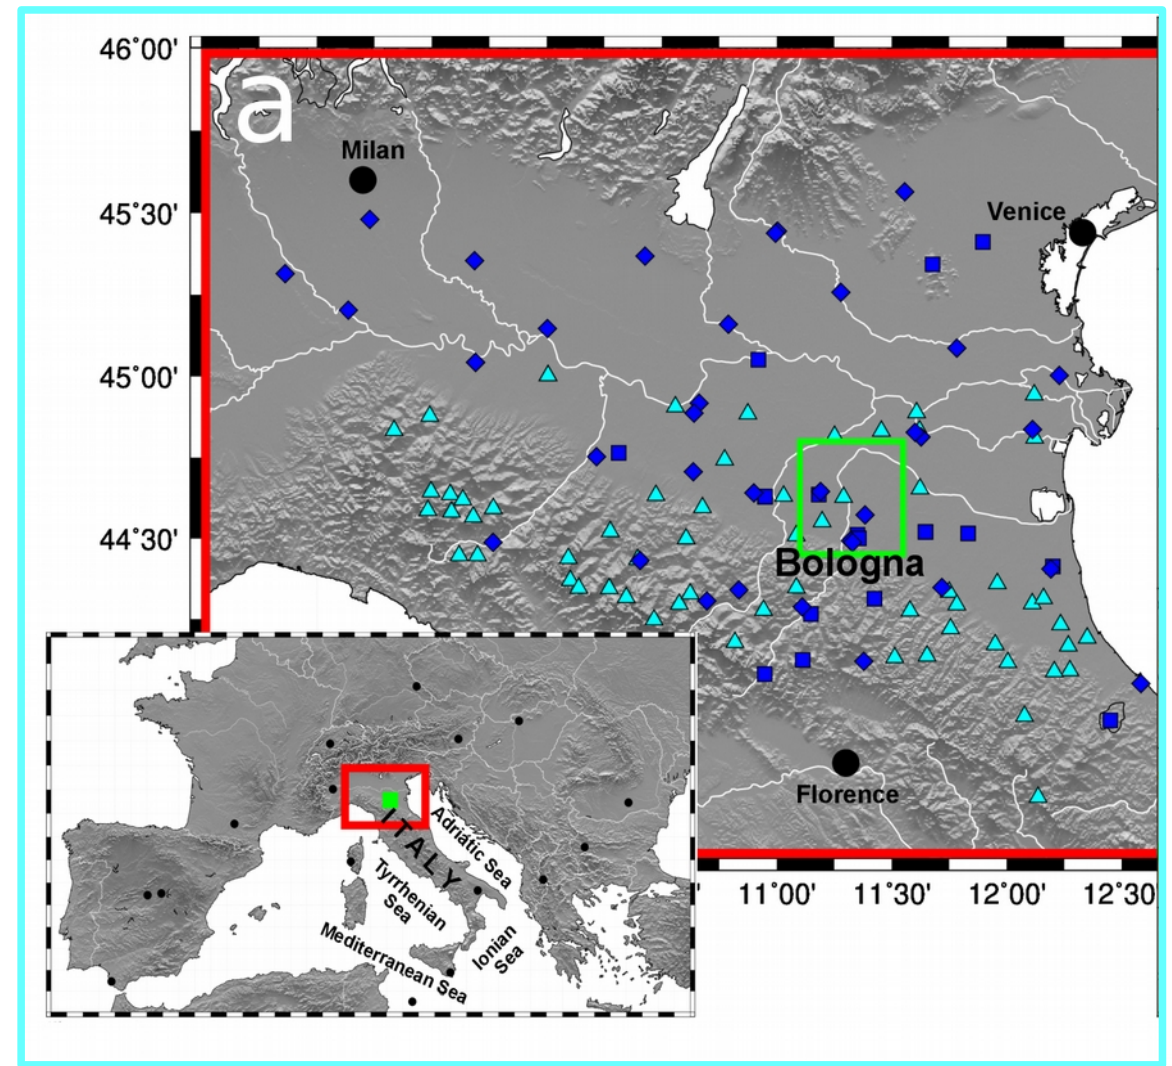 46°00'
a
Milan
45°30'
Venice
45°00'
44°30'
Bologna
Florence
ITALY
Adriatic Sea
Tyrrhenian
Sea
Ionian
Sea
Mediterranean Sea
11°00'
11°30'
12°00'
12°30